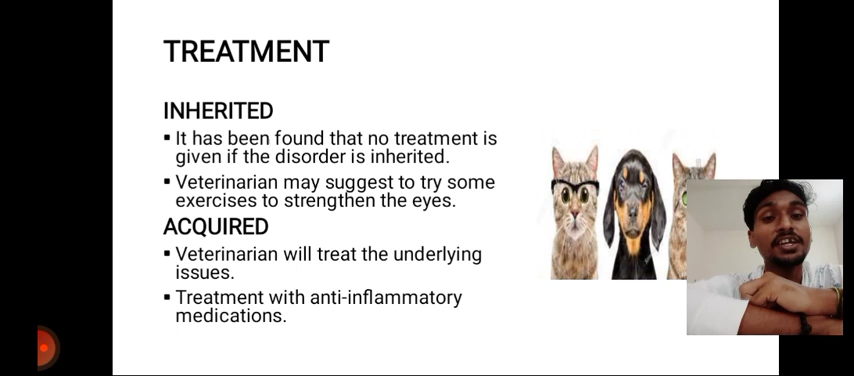 TREATMENT
INHERITED
▪ It has been found that no treatment is
given if the disorder is inherited.
▪ Veterinarian may suggest to try some
exercises to strengthen the eyes.
ACQUIRED
▪ Veterinarian will treat the underlying
issues.
▪ Treatment with anti-inflammatory
medications.